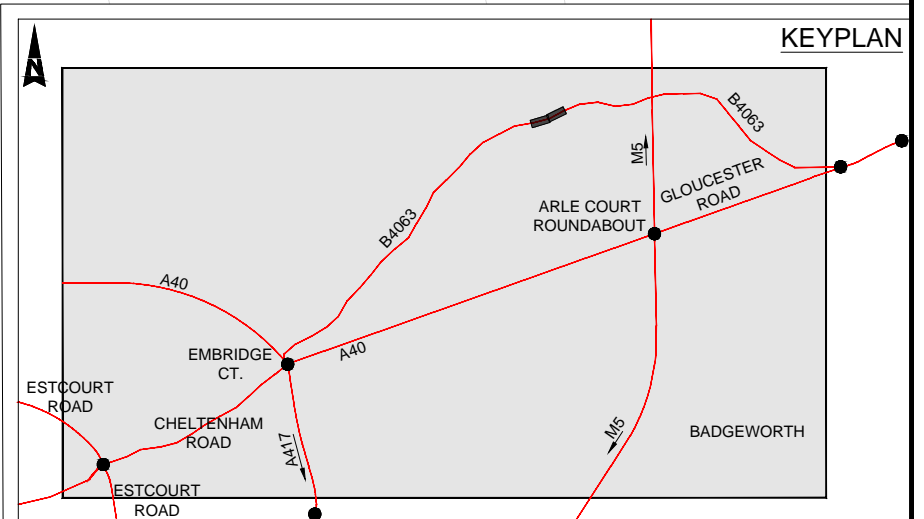 KEYPLAN
N
B4063
M5
GLOUCESTER
ROAD
ARLE COURT
ROUNDABOUT
B4063
A40
EMBRIDGE
CT.
A40
ESTCOURT
ROAD
CHELTENHAM
ROAD
A417
M5
BADGEWORTH
ESTCOURT
ROAD